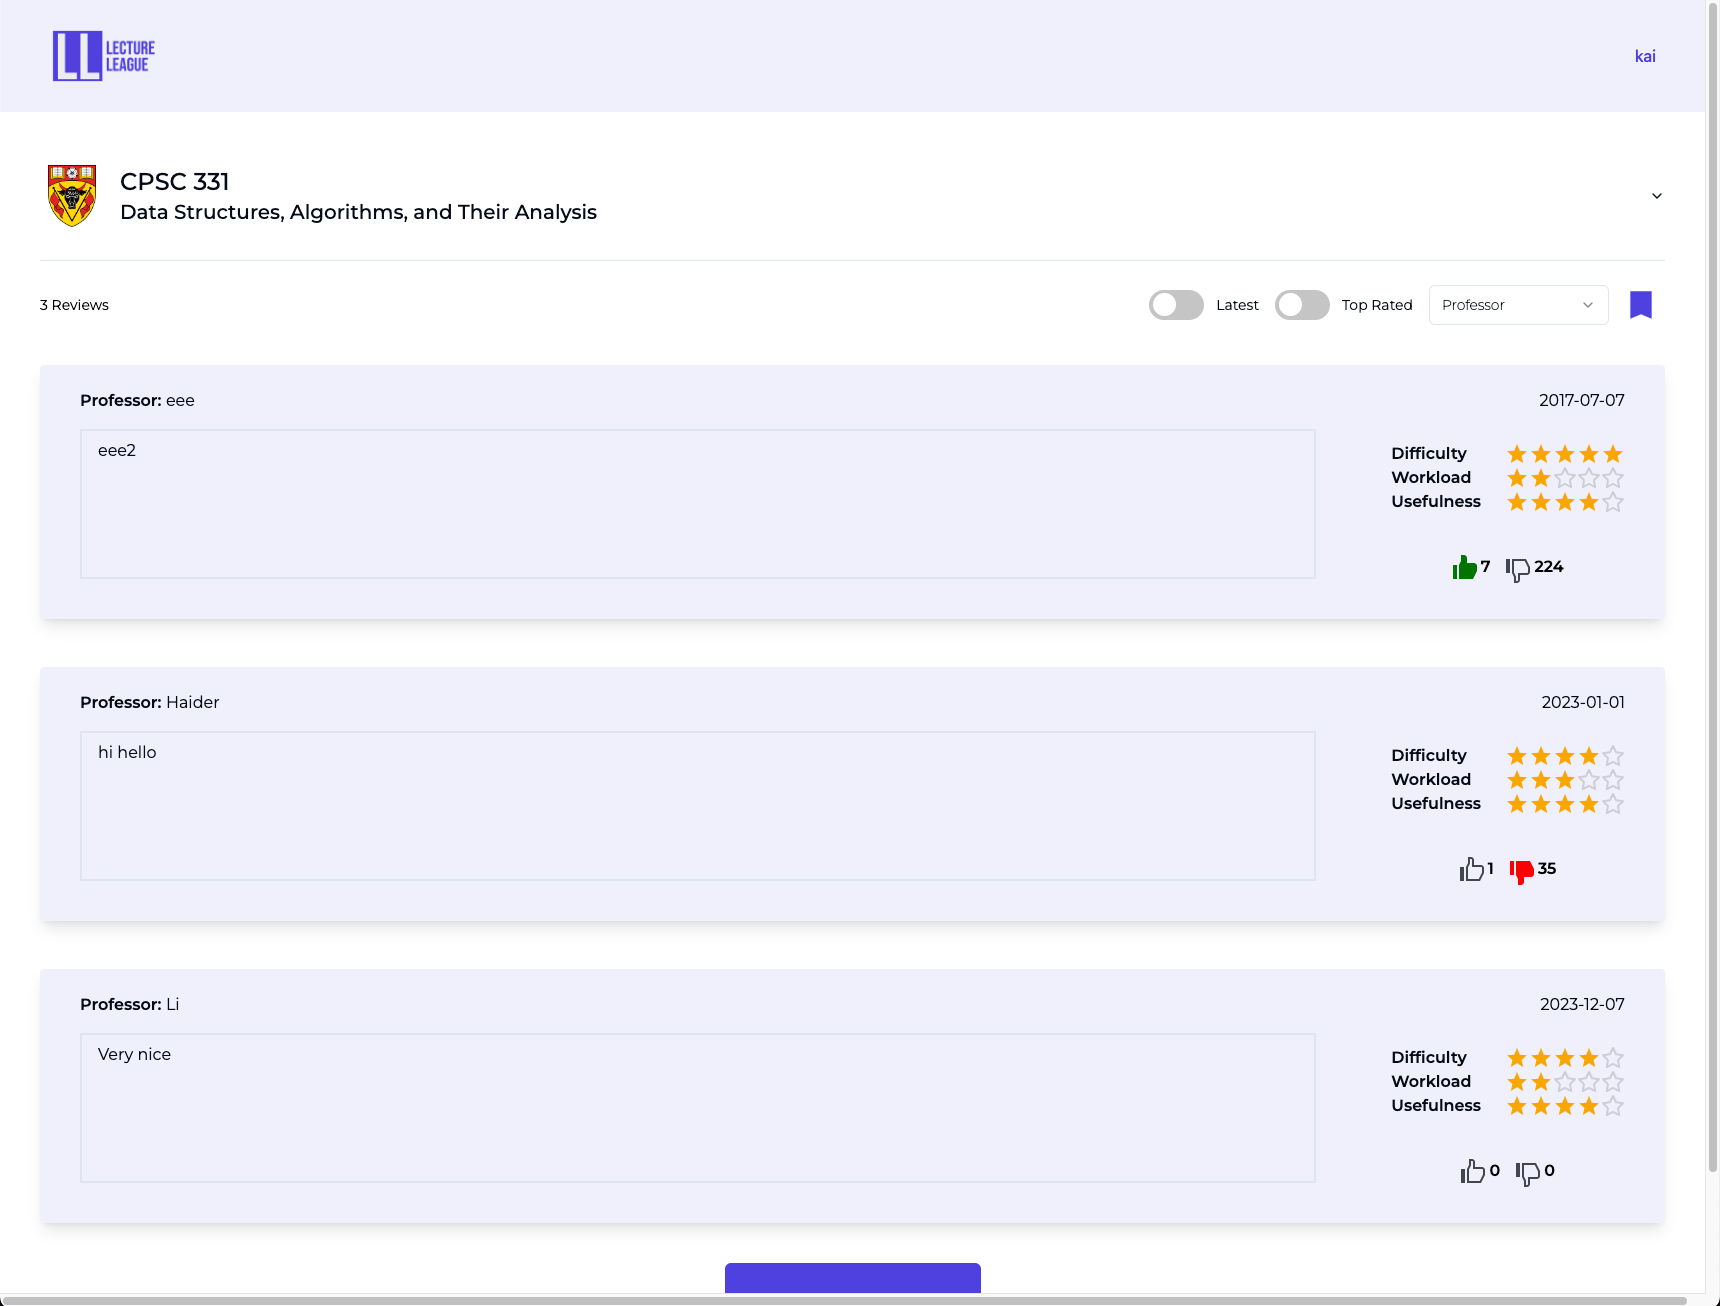 LECTURE
LEAGUE
kai
CPSC 331
Data Structures, Algorithms, and Their Analysis
3 Reviews
Latest
Top Rated
Professor
Professor: eee
2017-07-07
eee2
Difficulty
Workload
Usefulness
7
224
Professor: Haider
2023-01-01
hi hello
Difficulty
Workload
Usefulness
1
35
Professor: Li
2023-12-07
Very nice
Difficulty
Workload
Usefulness
0
0